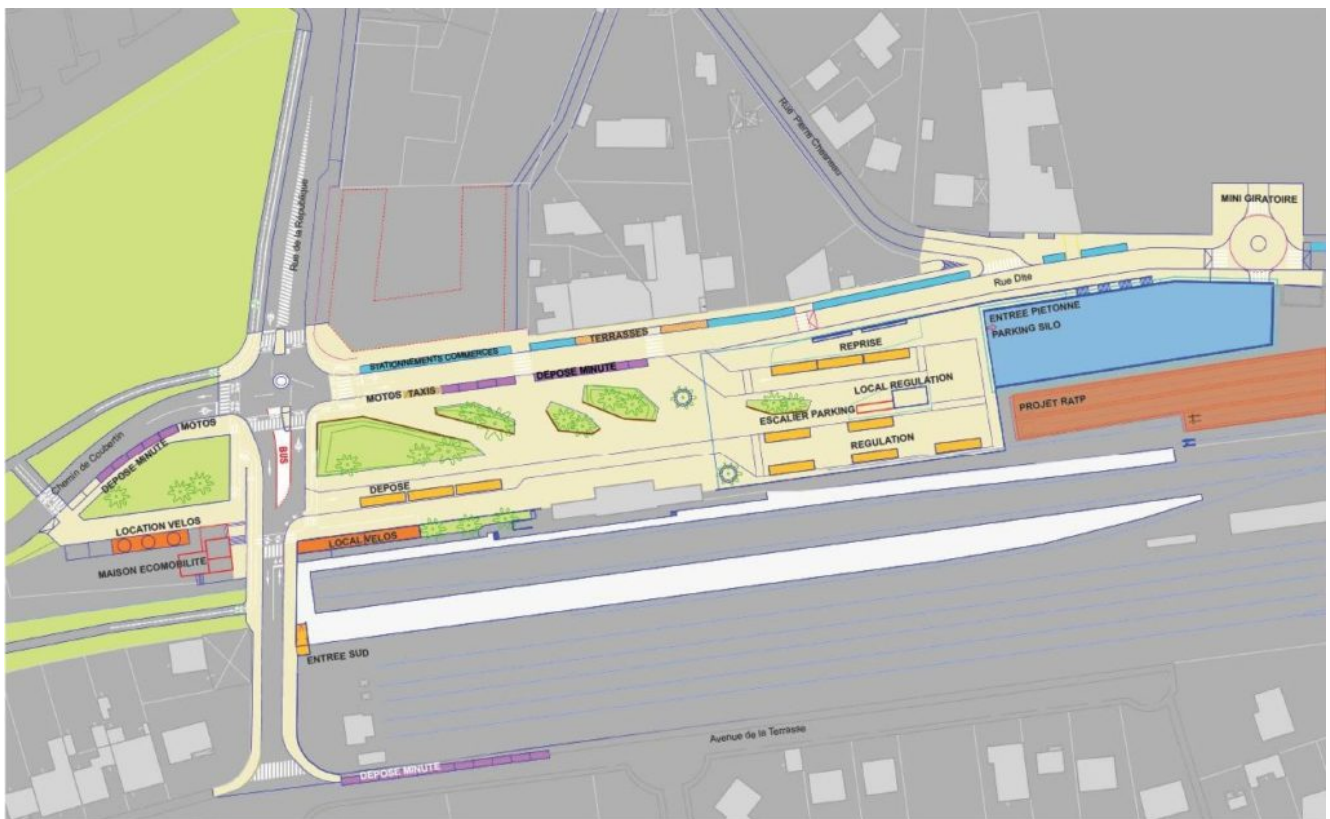 Rue de la République
Rue Pierre Chesneau
MINI GIRATOIRE
Rue Dite
ENTREE PIETONNE
PARKING SILO
TERRASSES
STATIONNEMENTS COMMERCES
REPRISE
DEPOSE MINUTE
MOTOS TAXIS
LOCAL REGULATION
ESCALIER PARKING
PROJET RATP
REGULATION
MOTOS
DEPOSE MINUTE
Chemin de Coubertin
BUS
DEPOSE
LOCATION VELOS
LOCAL VELOS
MAISON ECOMOBILITE
ENTREE SUD
Avenue de la Terrasse
DEPOSE MINUTE